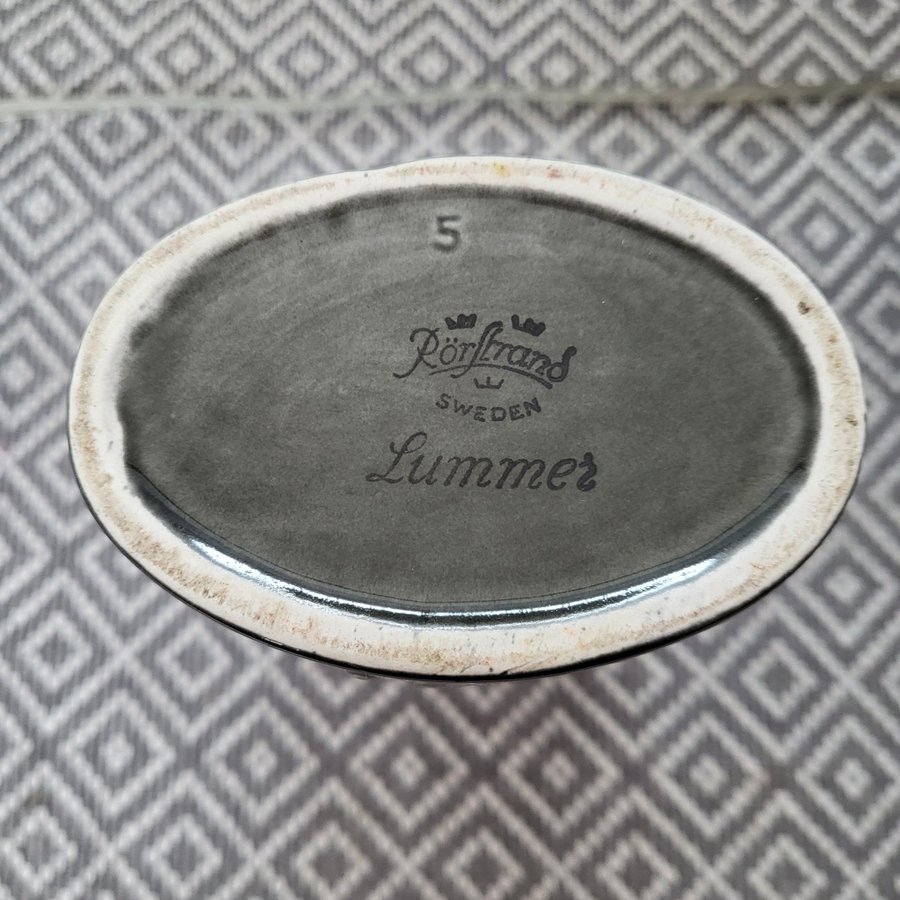 5
Rörstrand
SWEDEN
Lummer